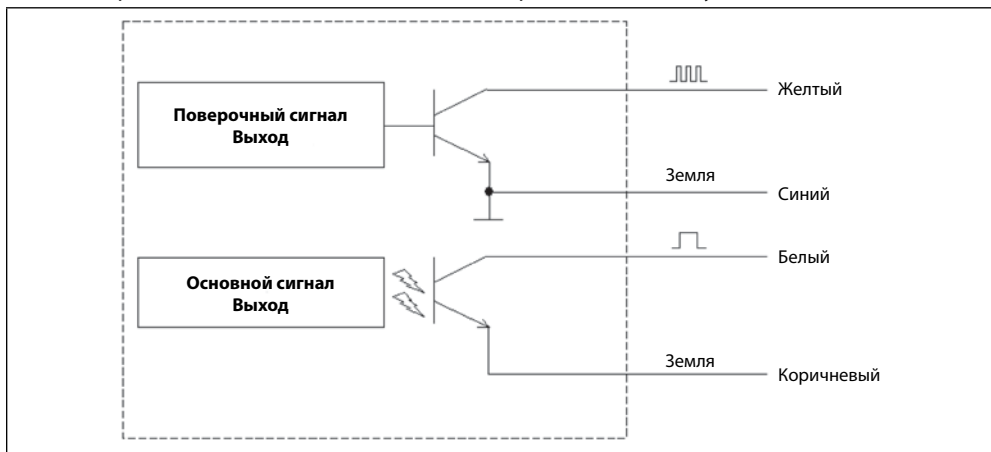 Поверочный сигнал
Выход
Желтый
Земля
Синий
Белый
Основной сигнал
Выход
Земля
Коричневый